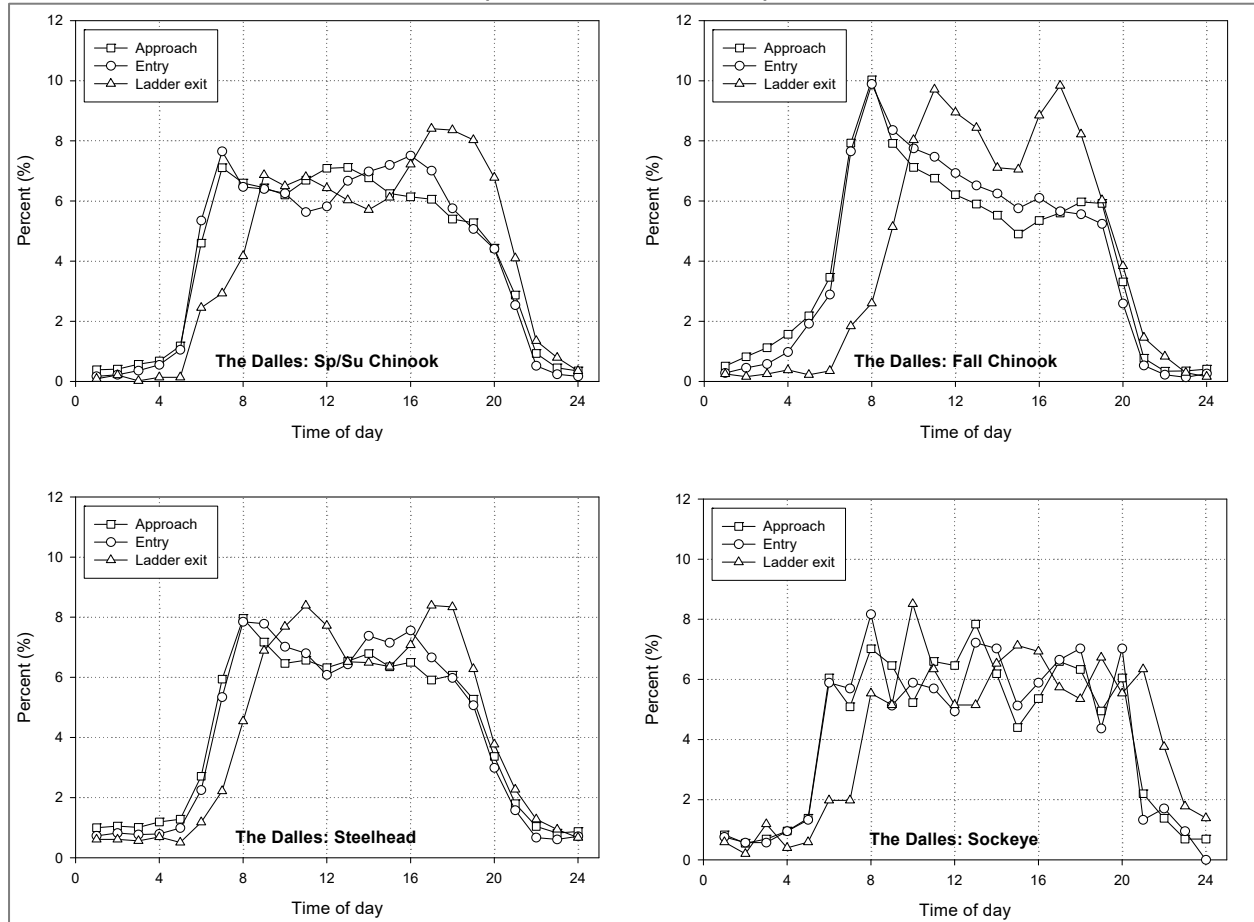 12
10
8
6
4
2
0
Percent (%)
Approach
Entry
Ladder exit
The Dalles: Sp/Su Chinook
0 4 8 12 16 20 24
Time of day
12
10
8
6
4
2
0
Percent (%)
Approach
Entry
Ladder exit
The Dalles: Fall Chinook
0 4 8 12 16 20 24
Time of day
12
10
8
6
4
2
0
Percent (%)
Approach
Entry
Ladder exit
The Dalles: Steelhead
0 4 8 12 16 20 24
Time of day
12
10
8
6
4
2
0
Percent (%)
Approach
Entry
Ladder exit
The Dalles: Sockeye
0 4 8 12 16 20 24
Time of day